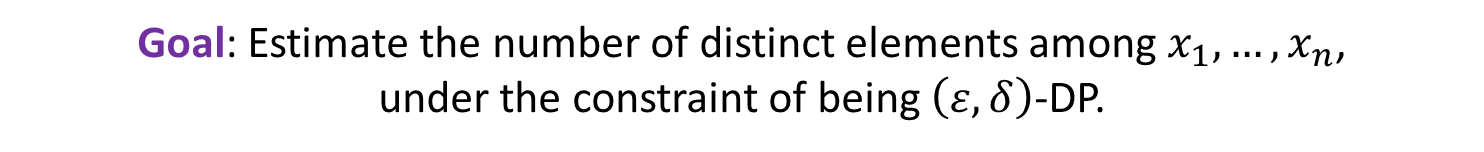 Goal: Estimate the number of distinct elements among x₁, … , xₙ,
under the constraint of being (ε, δ)-DP.